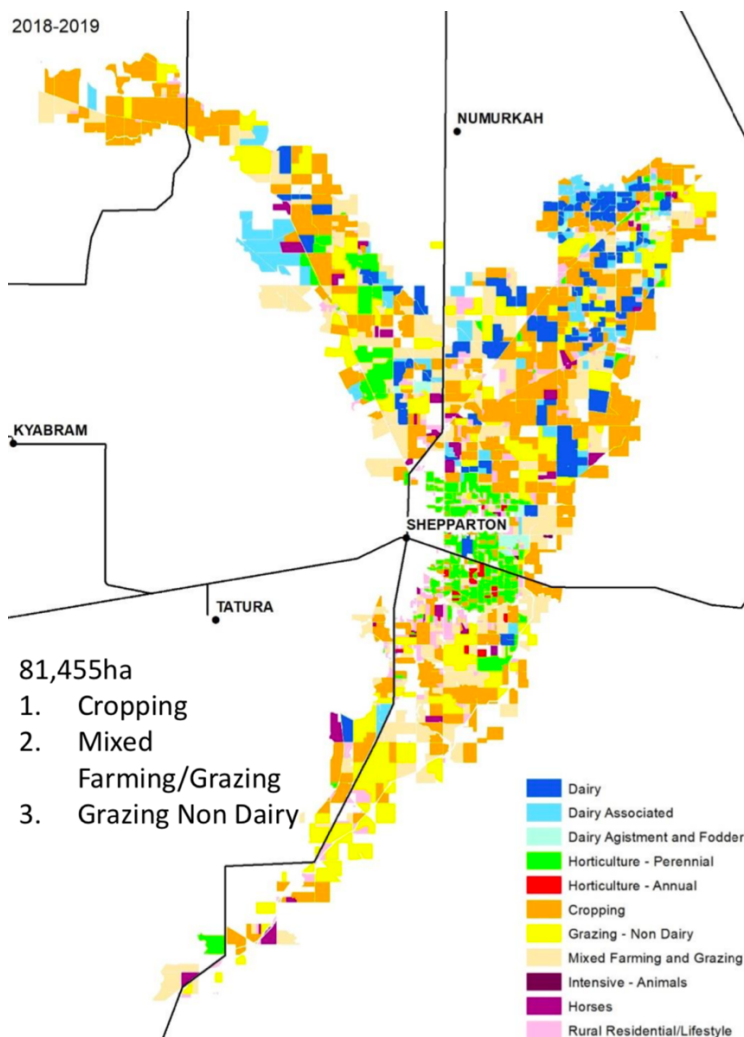 2018-2019
NUMURKAH
KYABRAM
SHEPPARTON
TATURA
81,455ha
1. Cropping
2. Mixed
Farming/Grazing
3. Grazing Non Dairy
Dairy
Dairy Associated
Dairy Agistment and Fodder
Horticulture - Perennial
Horticulture - Annual
Cropping
Grazing - Non Dairy
Mixed Farming and Grazing
Intensive - Animals
Horses
Rural Residential/Lifestyle